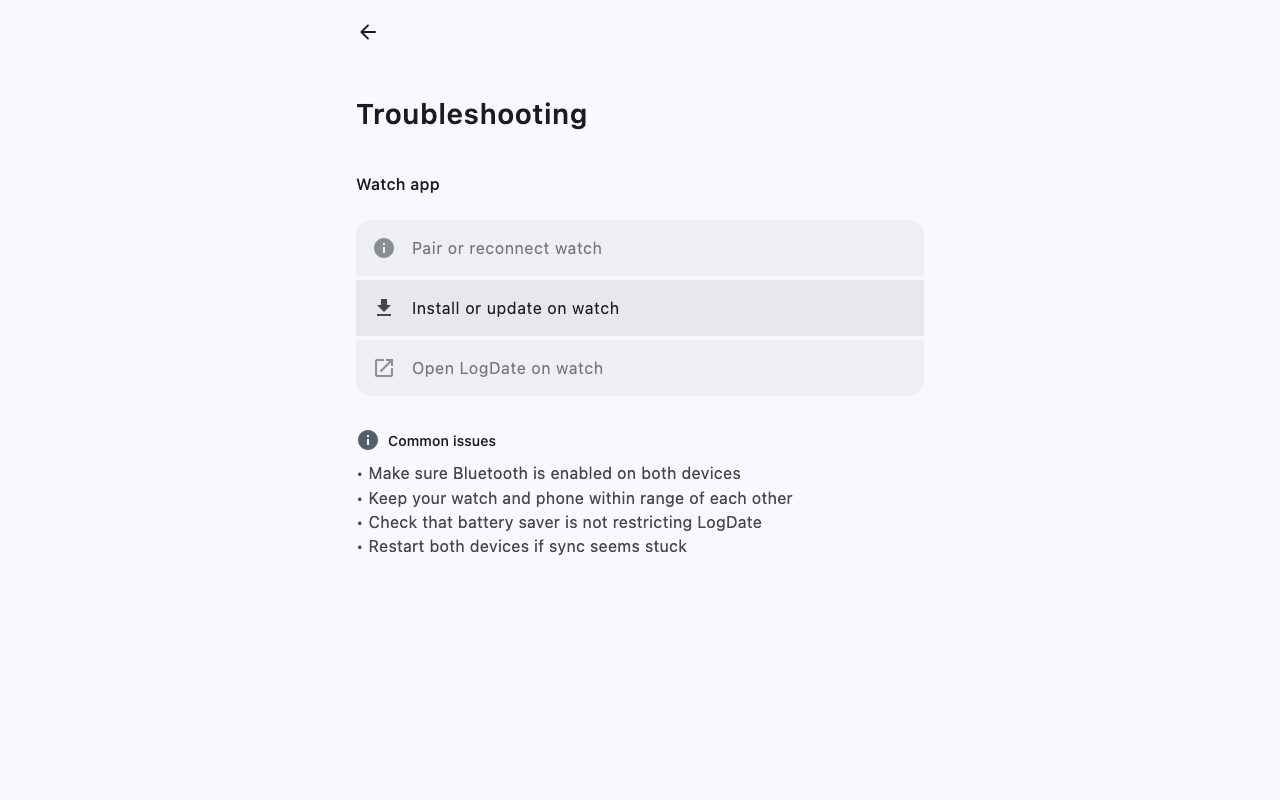 Troubleshooting
Watch app
Pair or reconnect watch
Install or update on watch
Open LogDate on watch
Common issues
• Make sure Bluetooth is enabled on both devices
• Keep your watch and phone within range of each other
• Check that battery saver is not restricting LogDate
• Restart both devices if sync seems stuck